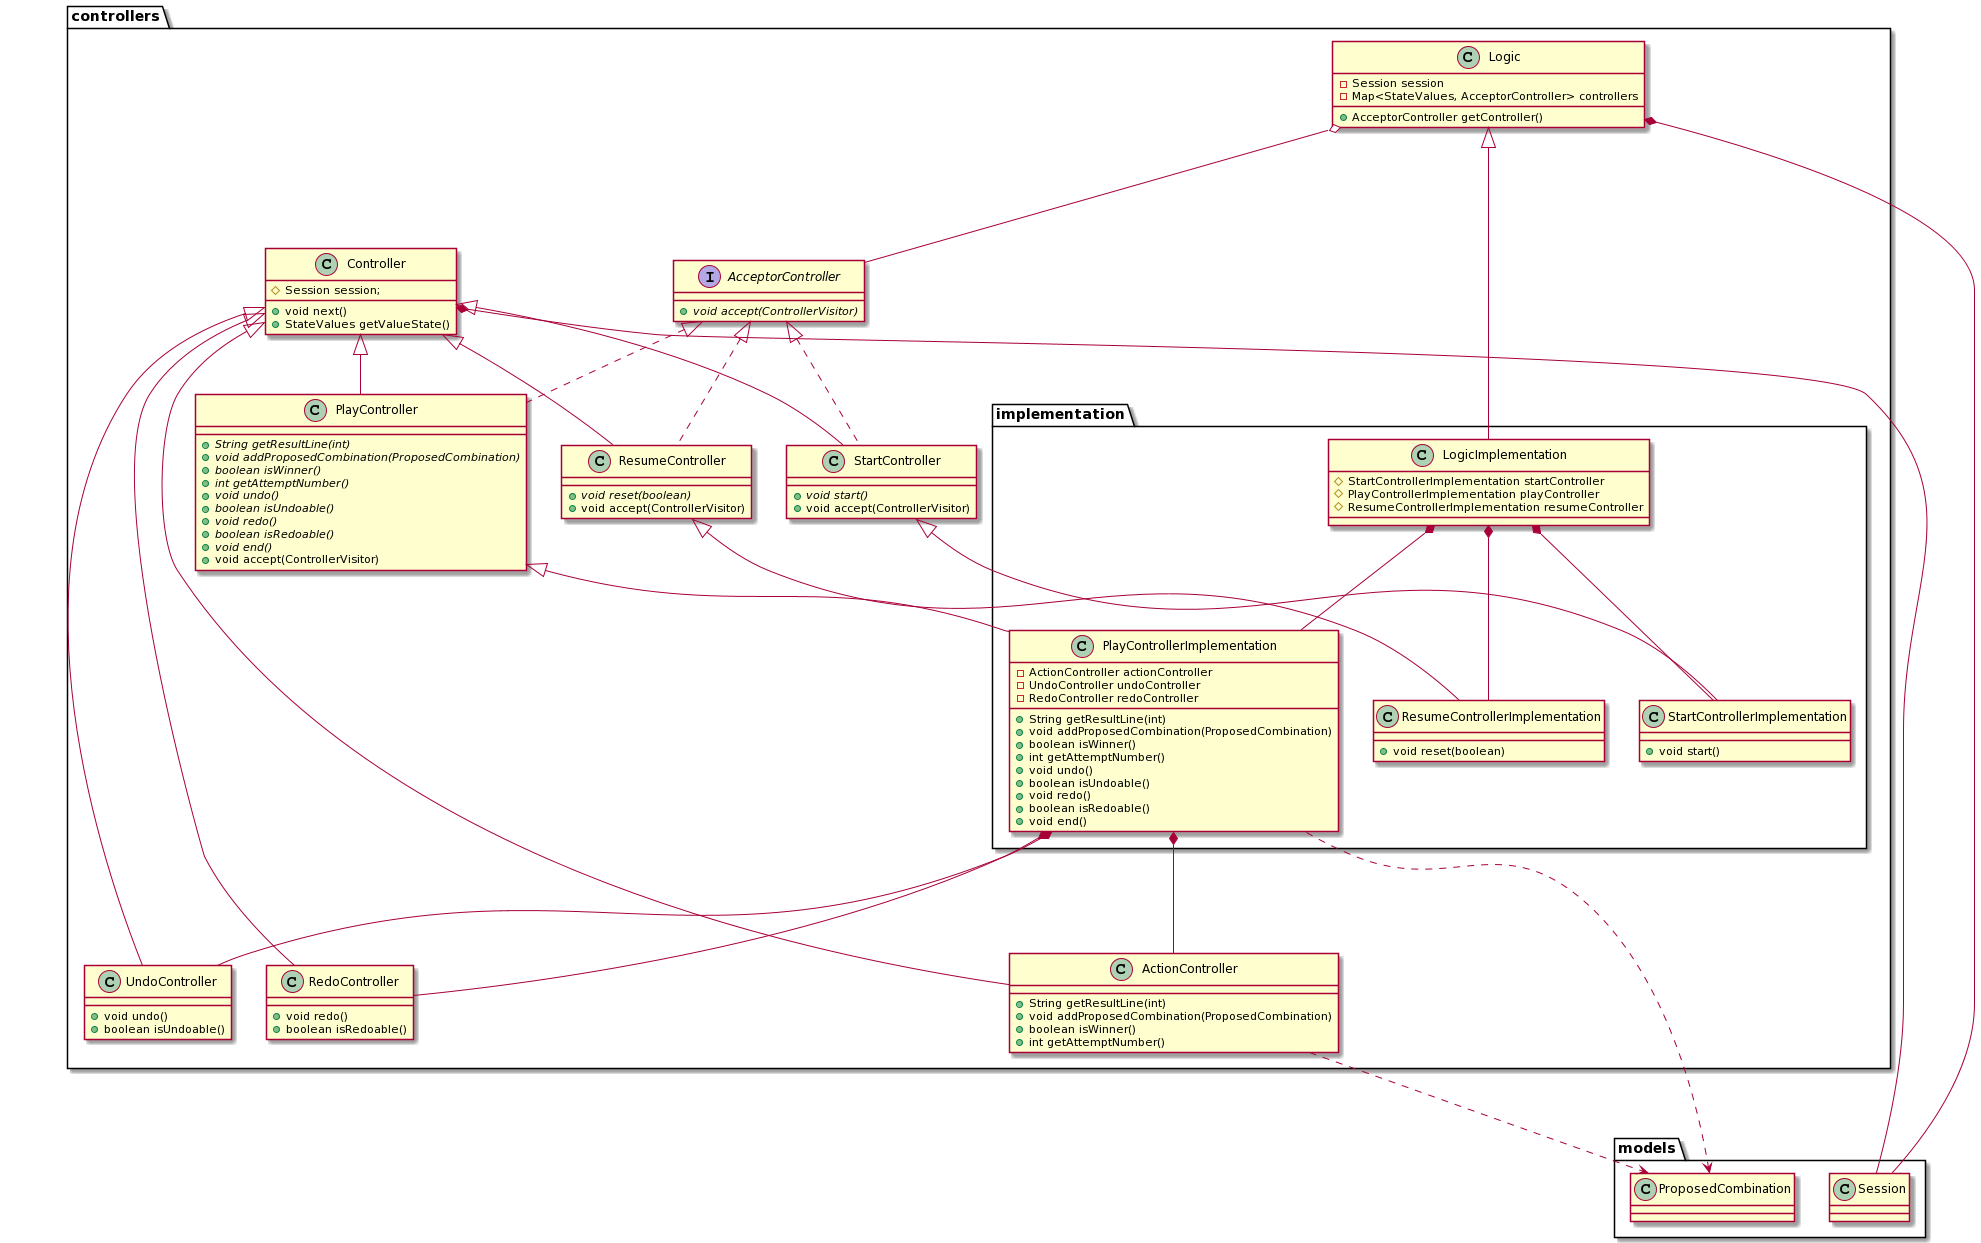 controllers
C Logic
Session session
Map<StateValues, AcceptorController> controllers
AcceptorController getController()
C Controller
Session session;
void next()
StateValues getValueState()
I AcceptorController
void accept(ControllerVisitor)
C PlayController
String getResultLine(int)
void addProposedCombination(ProposedCombination)
boolean isWinner()
int getAttemptNumber()
void undo()
boolean isUndoable()
void redo()
boolean isRedoable()
void end()
void accept(ControllerVisitor)
C ResumeController
void reset(boolean)
void accept(ControllerVisitor)
C StartController
void start()
void accept(ControllerVisitor)
implementation
C LogicImplementation
StartControllerImplementation startController
PlayControllerImplementation playController
ResumeControllerImplementation resumeController
C PlayControllerImplementation
ActionController actionController
UndoController undoController
RedoController redoController
String getResultLine(int)
void addProposedCombination(ProposedCombination)
boolean isWinner()
int getAttemptNumber()
void undo()
boolean isUndoable()
void redo()
boolean isRedoable()
void end()
C ResumeControllerImplementation
void reset(boolean)
C StartControllerImplementation
void start()
C UndoController
void undo()
boolean isUndoable()
C RedoController
void redo()
boolean isRedoable()
C ActionController
String getResultLine(int)
void addProposedCombination(ProposedCombination)
boolean isWinner()
int getAttemptNumber()
models
C ProposedCombination
C Session